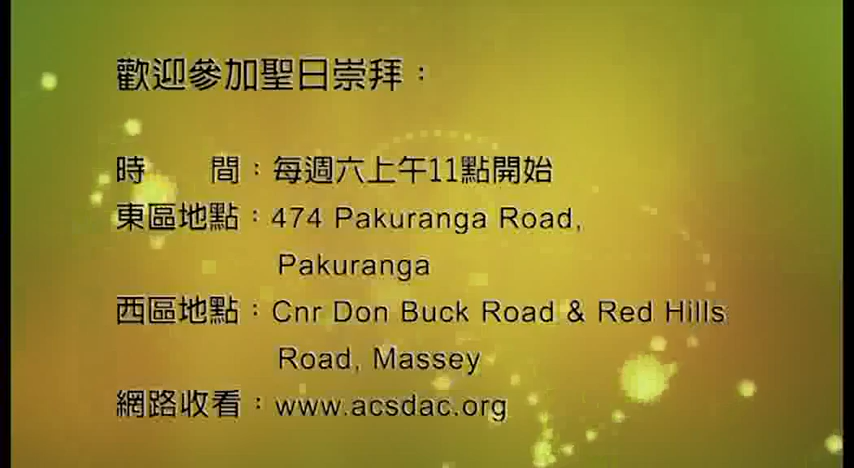 歡迎參加聖日崇拜：
時　　間：每週六上午11點開始
東區地點：474 Pakuranga Road,
Pakuranga
西區地點：Cnr Don Buck Road & Red Hills
Road, Massey
網路收看：www.acsdac.org